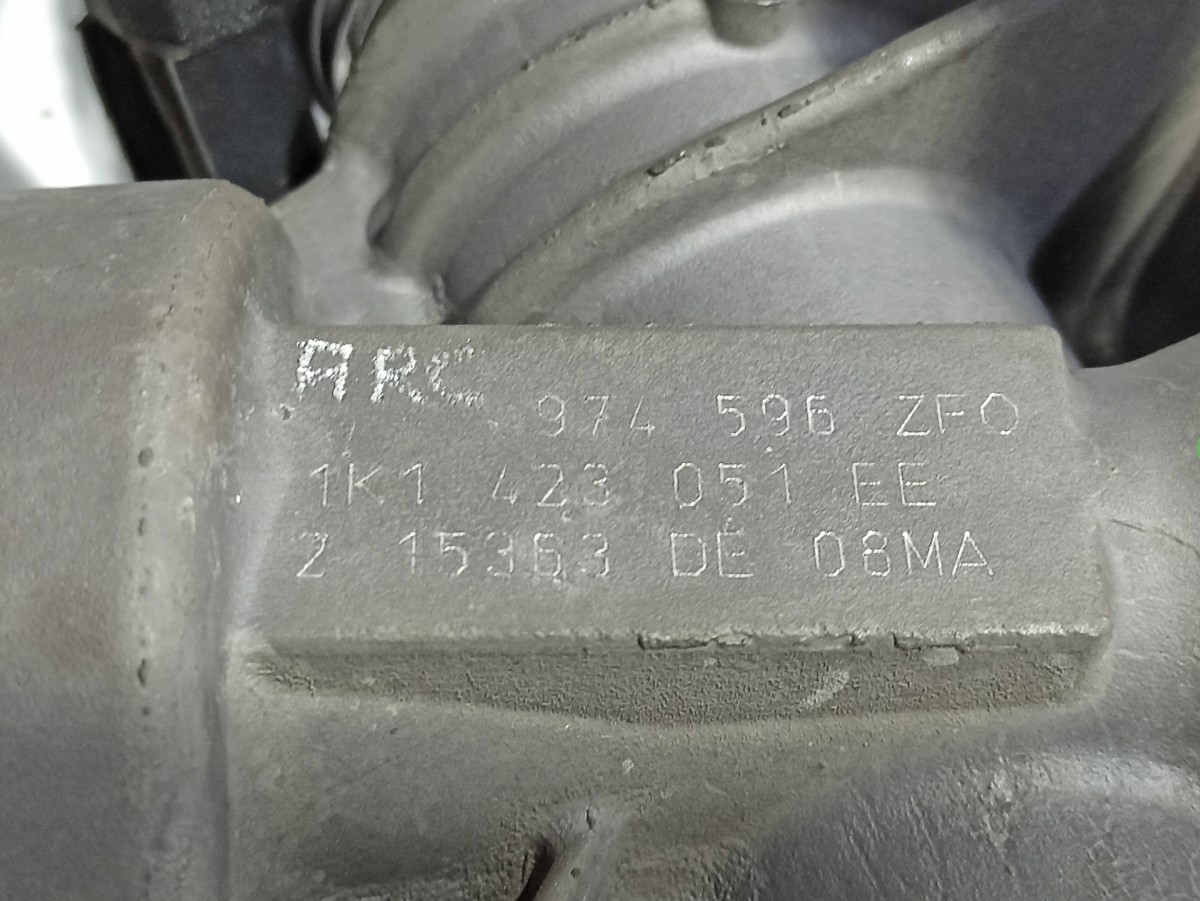 ARC
974 596 ZFO
1K1 423 051 EE
2 15363 DE 08MA